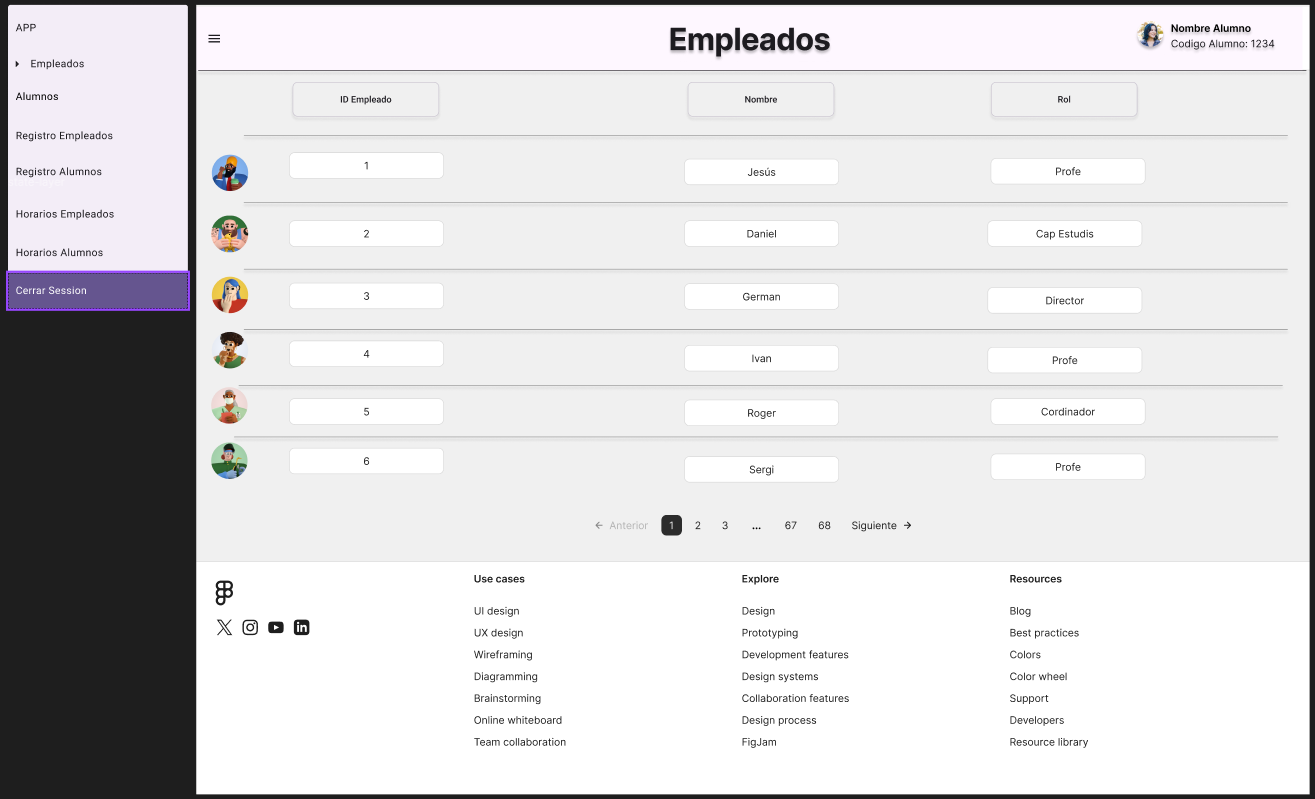 APP
Empleados
Alumnos
Registro Empleados
Registro Alumnos
Horarios Empleados
Horarios Alumnos
Cerrar Session
Empleados
Nombre Alumno
Codigo Alumno: 1234
ID Empleado Nombre Rol
1 Jesús Profe
2 Daniel Cap Estudis
3 German Director
4 Ivan Profe
5 Roger Cordinador
6 Sergi Profe
← Anterior 1 2 3 ... 67 68 Siguiente →
Use cases
UI design
UX design
Wireframing
Diagramming
Brainstorming
Online whiteboard
Team collaboration
Explore
Design
Prototyping
Development features
Design systems
Collaboration features
Design process
FigJam
Resources
Blog
Best practices
Colors
Color wheel
Support
Developers
Resource library